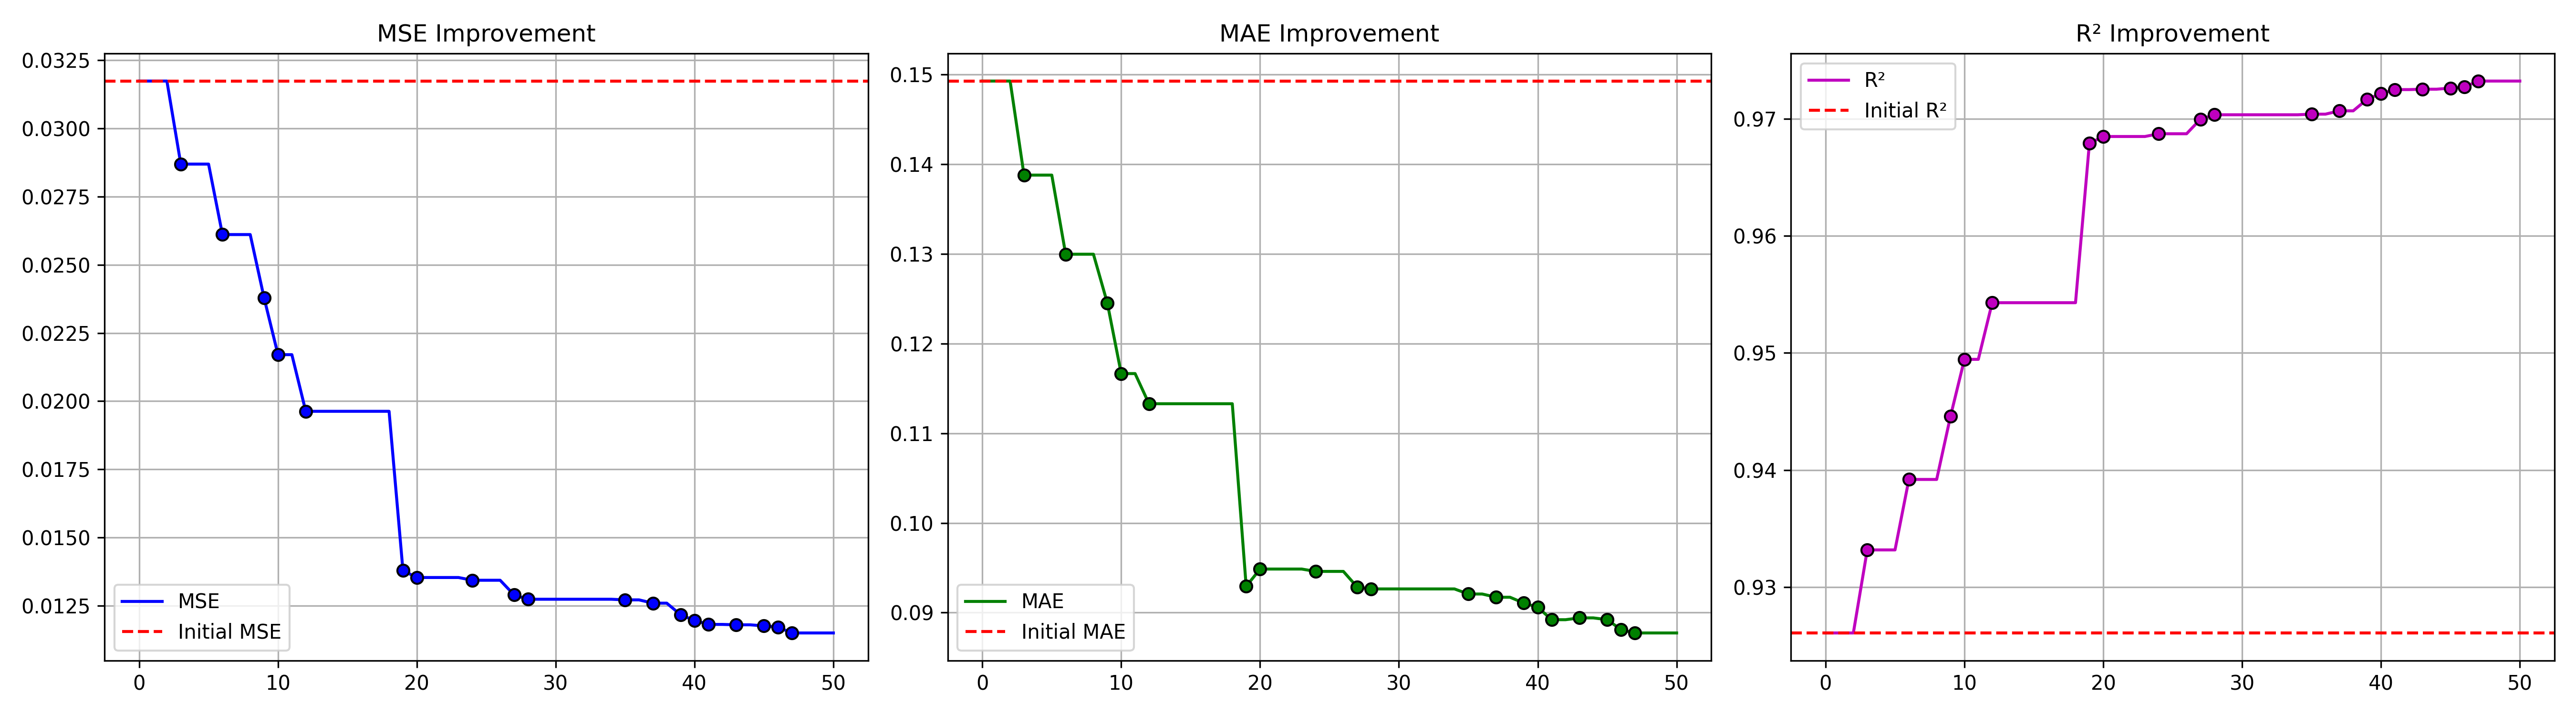 MSE Improvement
0.0325
0.0300
0.0275
0.0250
0.0225
0.0200
0.0175
0.0150
0.0125
MSE
Initial MSE
0 10 20 30 40 50
MAE Improvement
0.15
0.14
0.13
0.12
0.11
0.10
0.09
MAE
Initial MAE
0 10 20 30 40 50
R² Improvement
R²
Initial R²
0.97
0.96
0.95
0.94
0.93
0 10 20 30 40 50